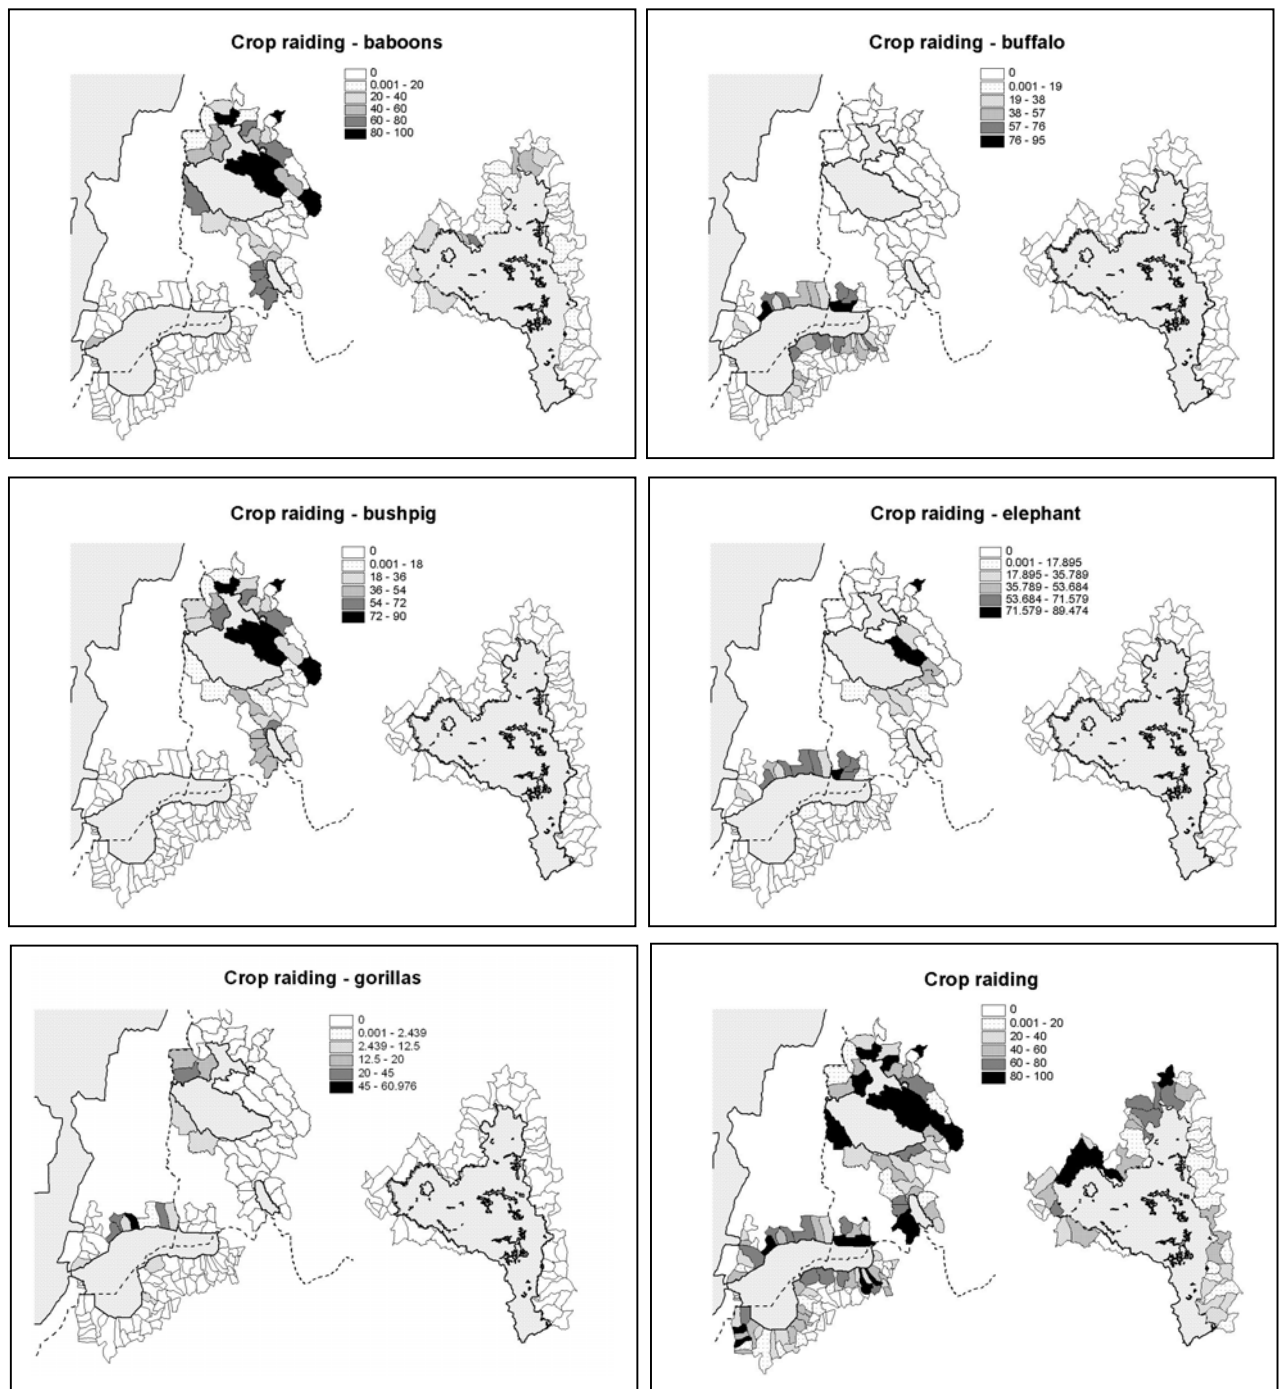 Crop raiding - baboons
0
0.001 - 20
20 - 40
40 - 60
60 - 80
80 - 100
Crop raiding - buffalo
0
0.001 - 19
19 - 38
38 - 57
57 - 76
76 - 95
Crop raiding - bushpig
0
0.001 - 18
18 - 36
36 - 54
54 - 72
72 - 90
Crop raiding - elephant
0
0.001 - 17.895
17.895 - 35.789
35.789 - 53.684
53.684 - 71.579
71.579 - 89.474
Crop raiding - gorillas
0
0.001 - 2.439
2.439 - 12.5
12.5 - 20
20 - 45
45 - 60.976
Crop raiding
0
0.001 - 20
20 - 40
40 - 60
60 - 80
80 - 100